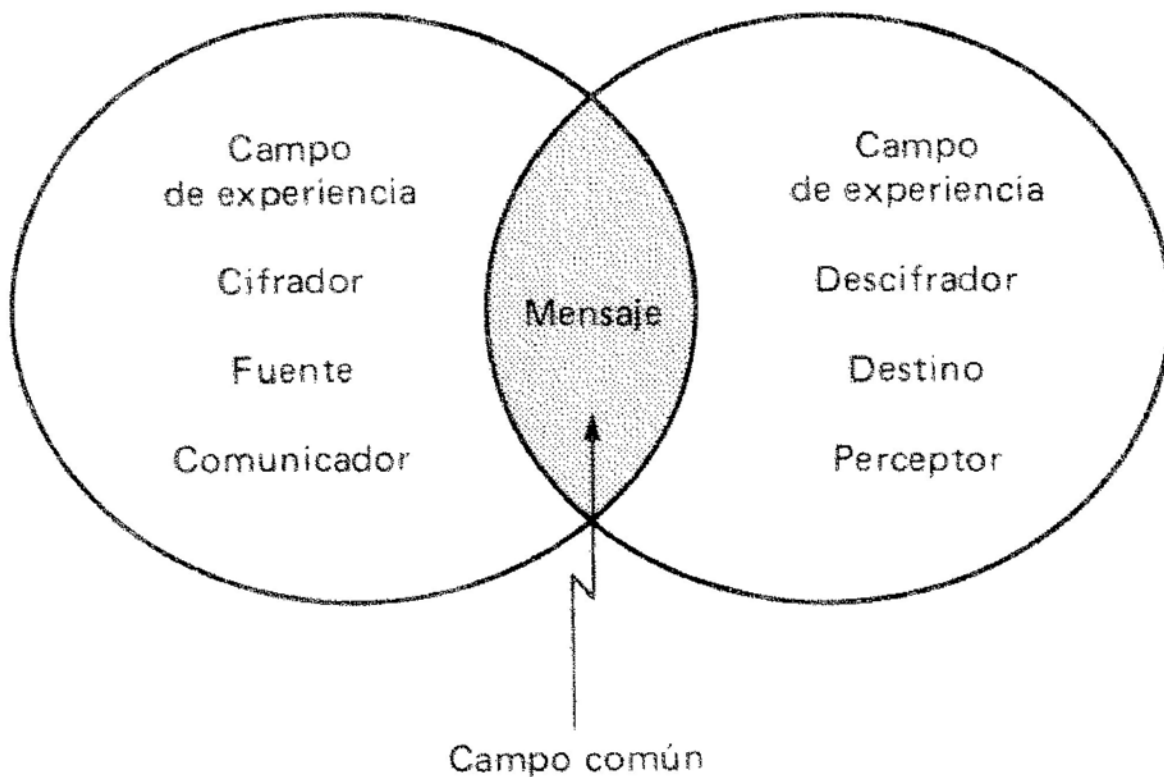 Campo
de experiencia
Cifrador
Fuente
Comunicador
Mensaje
Campo
de experiencia
Descifrador
Destino
Perceptor
Campo común